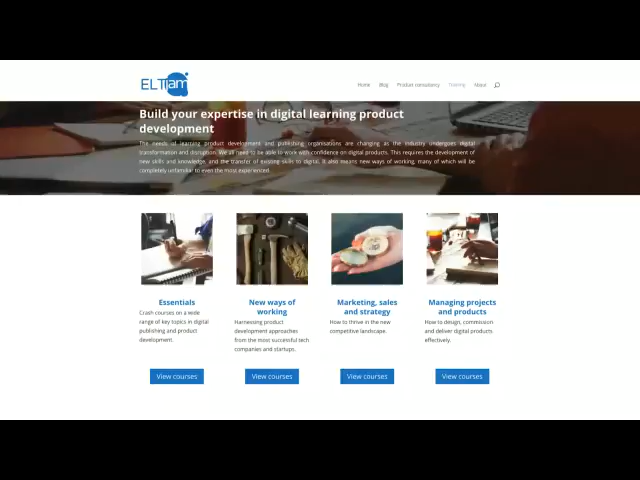 ELTjam
Home Blog Product consultancy Training About
Build your expertise in digital learning product
development
The needs of learning product development and publishing organisations are changing as the industry undergoes digital
transformation and disruption. We all need to be able to work with confidence on digital products. This requires the development of
new skills and knowledge, and the transfer of existing skills to digital. It also means new ways of working, many of which will be
completely unfamiliar to even the most experienced.
Essentials
Crash courses on a wide
range of key topics in digital
publishing and product
development.
New ways of
working
Harnessing product
development approaches
from the most successful tech
companies and startups.
Marketing, sales
and strategy
How to thrive in the new
competitive landscape.
Managing projects
and products
How to design, commission
and deliver digital products
effectively.
View courses
View courses
View courses
View courses